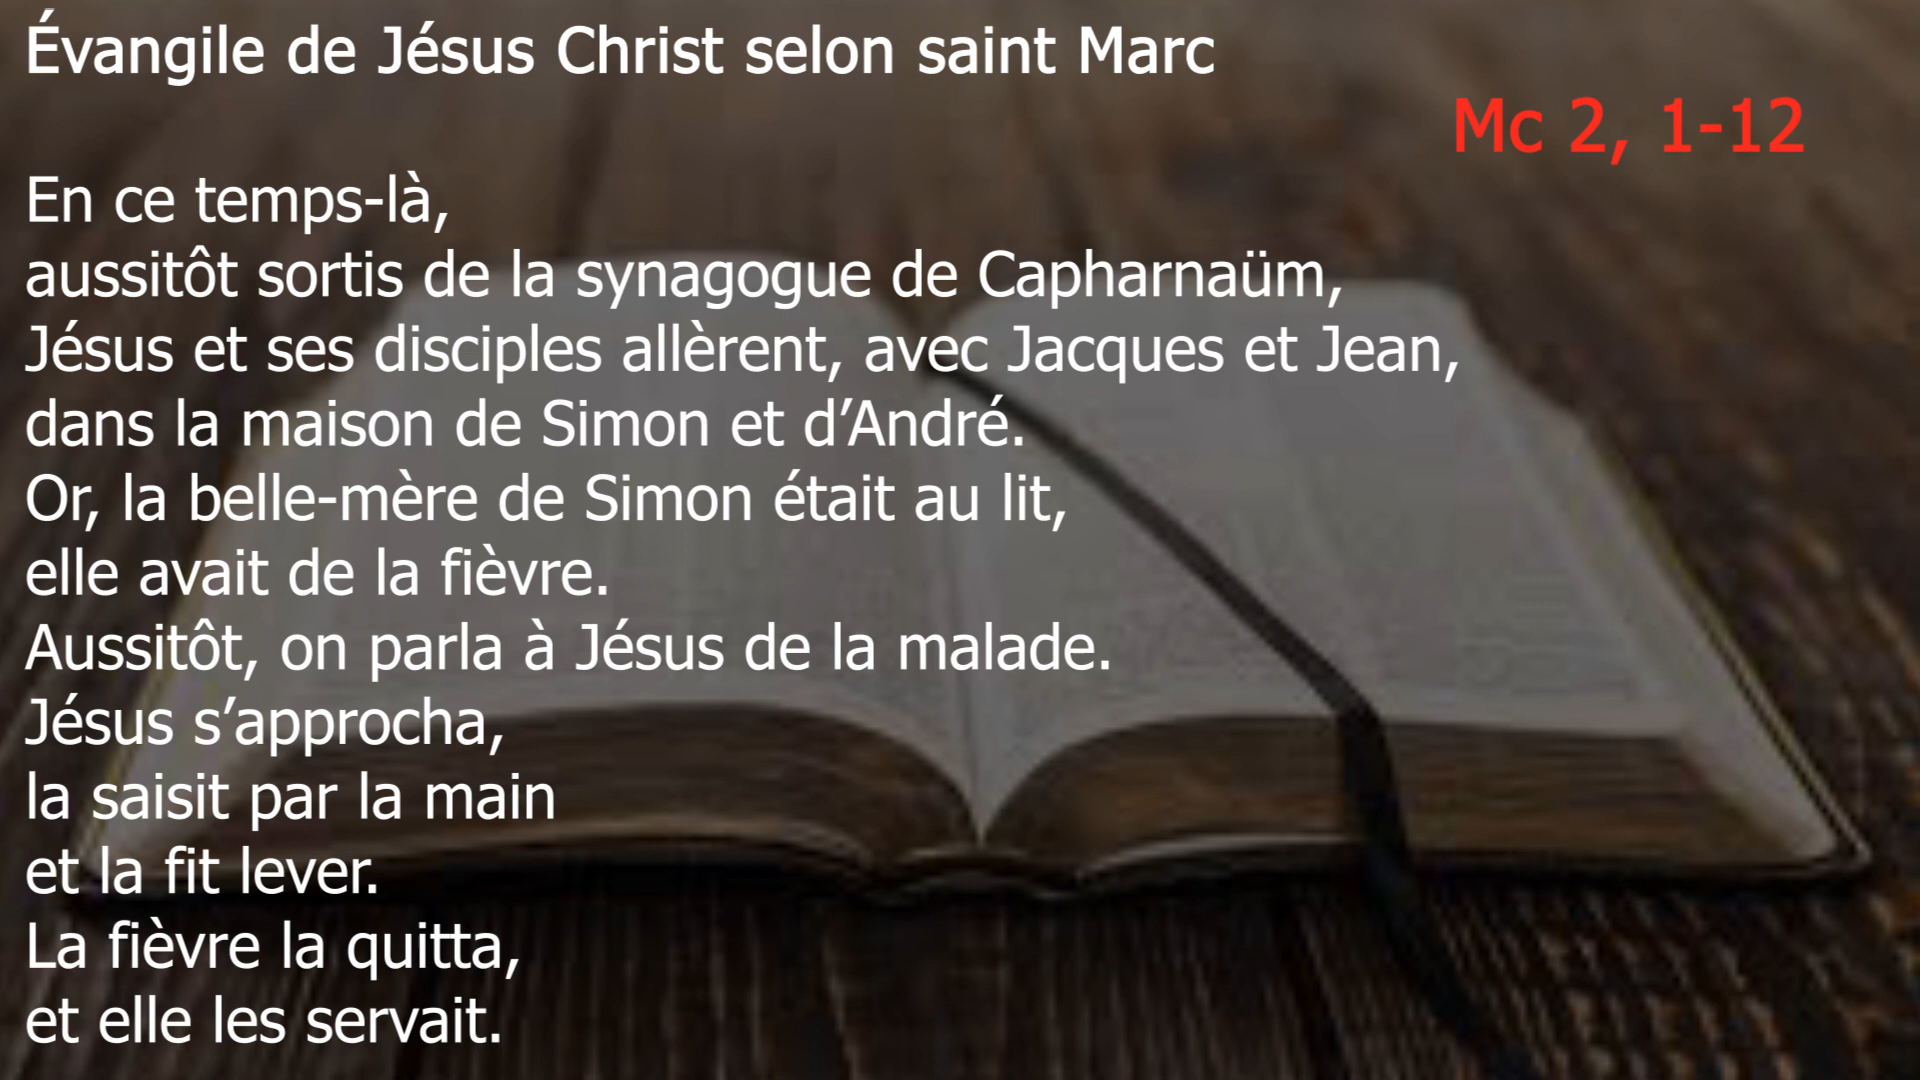 Évangile de Jésus Christ selon saint Marc
Mc 2, 1-12
En ce temps-là,
aussitôt sortis de la synagogue de Capharnaüm,
Jésus et ses disciples allèrent, avec Jacques et Jean,
dans la maison de Simon et d’André.
Or, la belle-mère de Simon était au lit,
elle avait de la fièvre.
Aussitôt, on parla à Jésus de la malade.
Jésus s’approcha,
la saisit par la main
et la fit lever.
La fièvre la quitta,
et elle les servait.